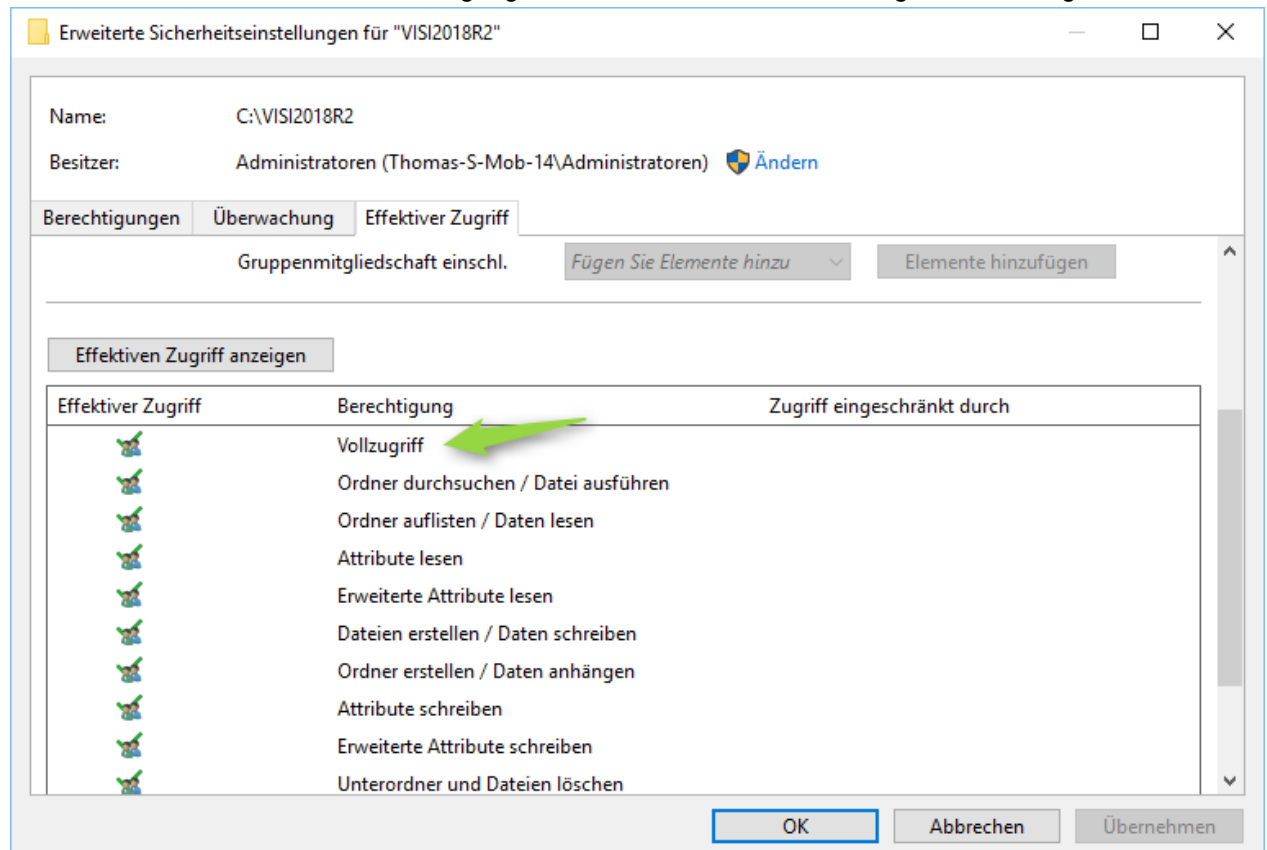 Erweiterte Sicherheitseinstellungen für "VISI2018R2"
Name: C:\VISI2018R2
Besitzer: Administratoren (Thomas-S-Mob-14\Administratoren) Ändern
Berechtigungen Überwachung Effektiver Zugriff
Gruppenmitgliedschaft einschl. Fügen Sie Elemente hinzu Elemente hinzufügen
Effektiven Zugriff anzeigen
Effektiver Zugriff Berechtigung Zugriff eingeschränkt durch
Vollzugriff
Ordner durchsuchen / Datei ausführen
Ordner auflisten / Daten lesen
Attribute lesen
Erweiterte Attribute lesen
Dateien erstellen / Daten schreiben
Ordner erstellen / Daten anhängen
Attribute schreiben
Erweiterte Attribute schreiben
Unterordner und Dateien löschen
OK Abbrechen Übernehmen